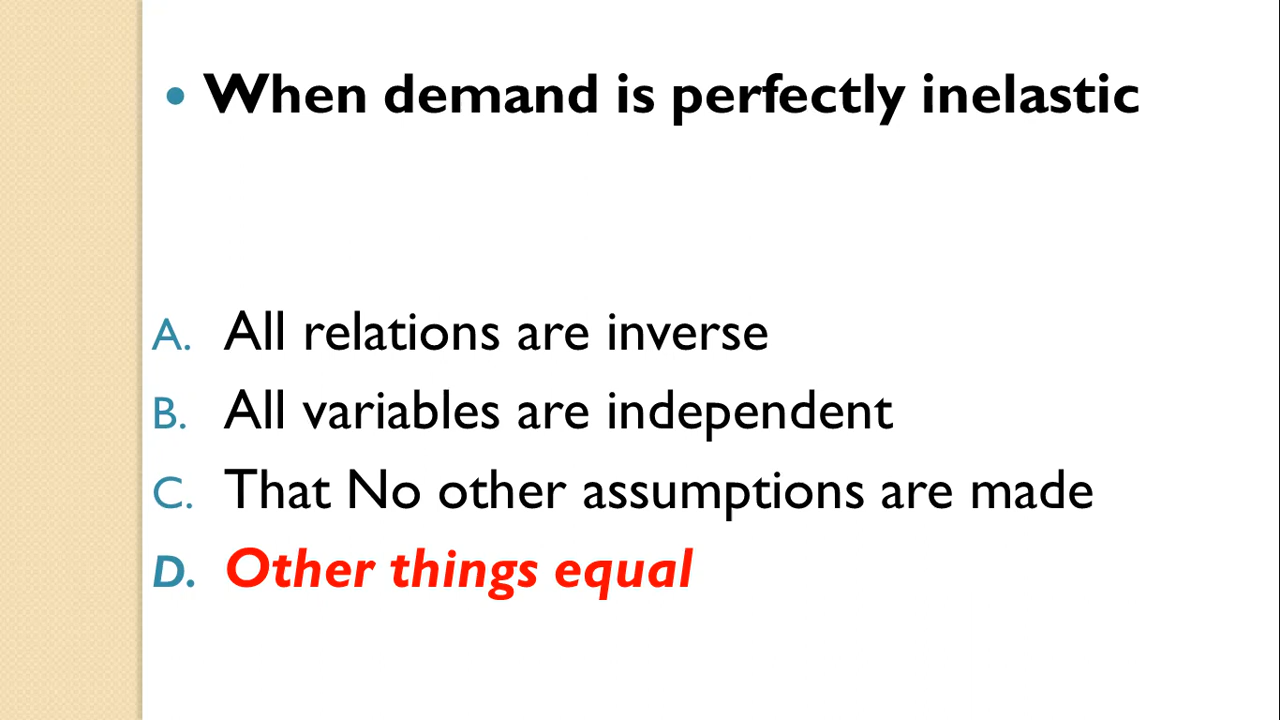 • When demand is perfectly inelastic
A. All relations are inverse
B. All variables are independent
C. That No other assumptions are made
D. Other things equal